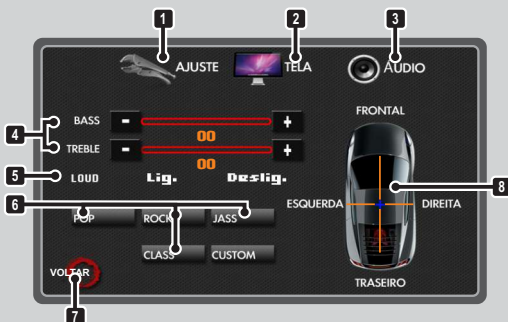 1 2 3
AJUSTE TELA ÁUDIO
FRONTAL
4 BASS - +
00
TREBLE - +
00
5 LOUD Lig. Deslig.
ESQUERDA DIREITA 8
6
POP ROCK JASS
CLASS CUSTOM
VOLTAR
TRASEIRO
7